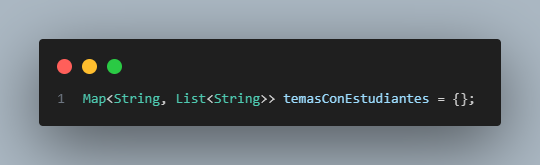 1 Map<String, List<String>> temasConEstudiantes = {};